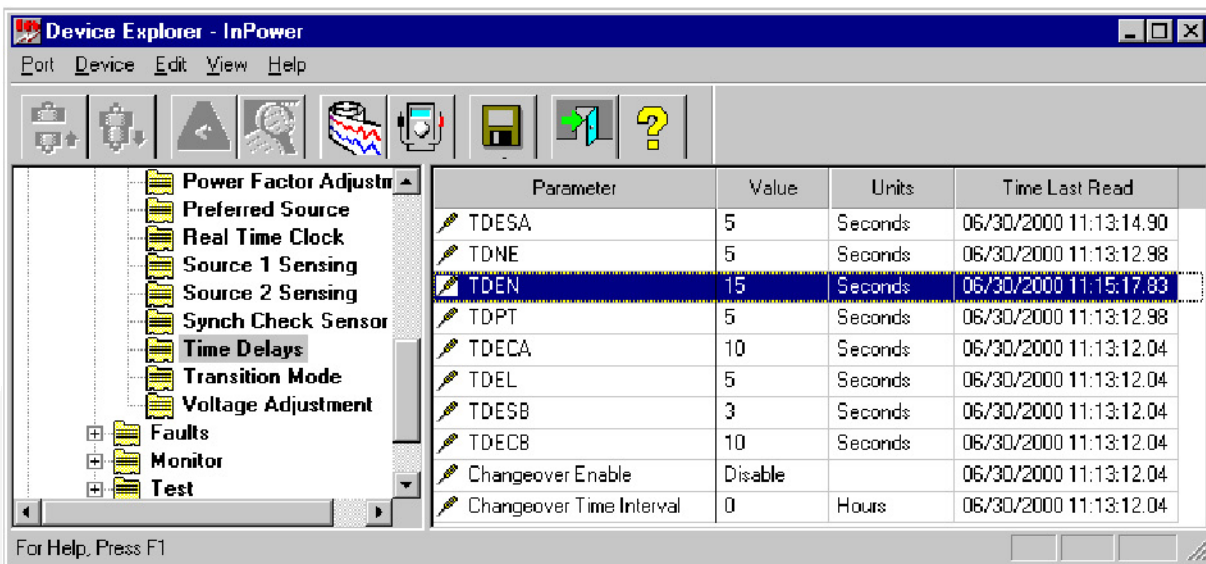 Device Explorer - InPower
Port Device Edit View Help
Power Factor Adjustm
Preferred Source
Real Time Clock
Source 1 Sensing
Source 2 Sensing
Synch Check Sensor
Time Delays
Transition Mode
Voltage Adjustment
Faults
Monitor
Test
Parameter Value Units Time Last Read
TDESA 5 Seconds 06/30/2000 11:13:14.90
TDNE 5 Seconds 06/30/2000 11:13:12.98
TDEN 15 Seconds 06/30/2000 11:15:17.83
TDPT 5 Seconds 06/30/2000 11:13:12.98
TDECA 10 Seconds 06/30/2000 11:13:12.04
TDEL 5 Seconds 06/30/2000 11:13:12.04
TDESB 3 Seconds 06/30/2000 11:13:12.04
TDECB 10 Seconds 06/30/2000 11:13:12.04
Changeover Enable Disable 06/30/2000 11:13:12.04
Changeover Time Interval 0 Hours 06/30/2000 11:13:12.04
For Help, Press F1